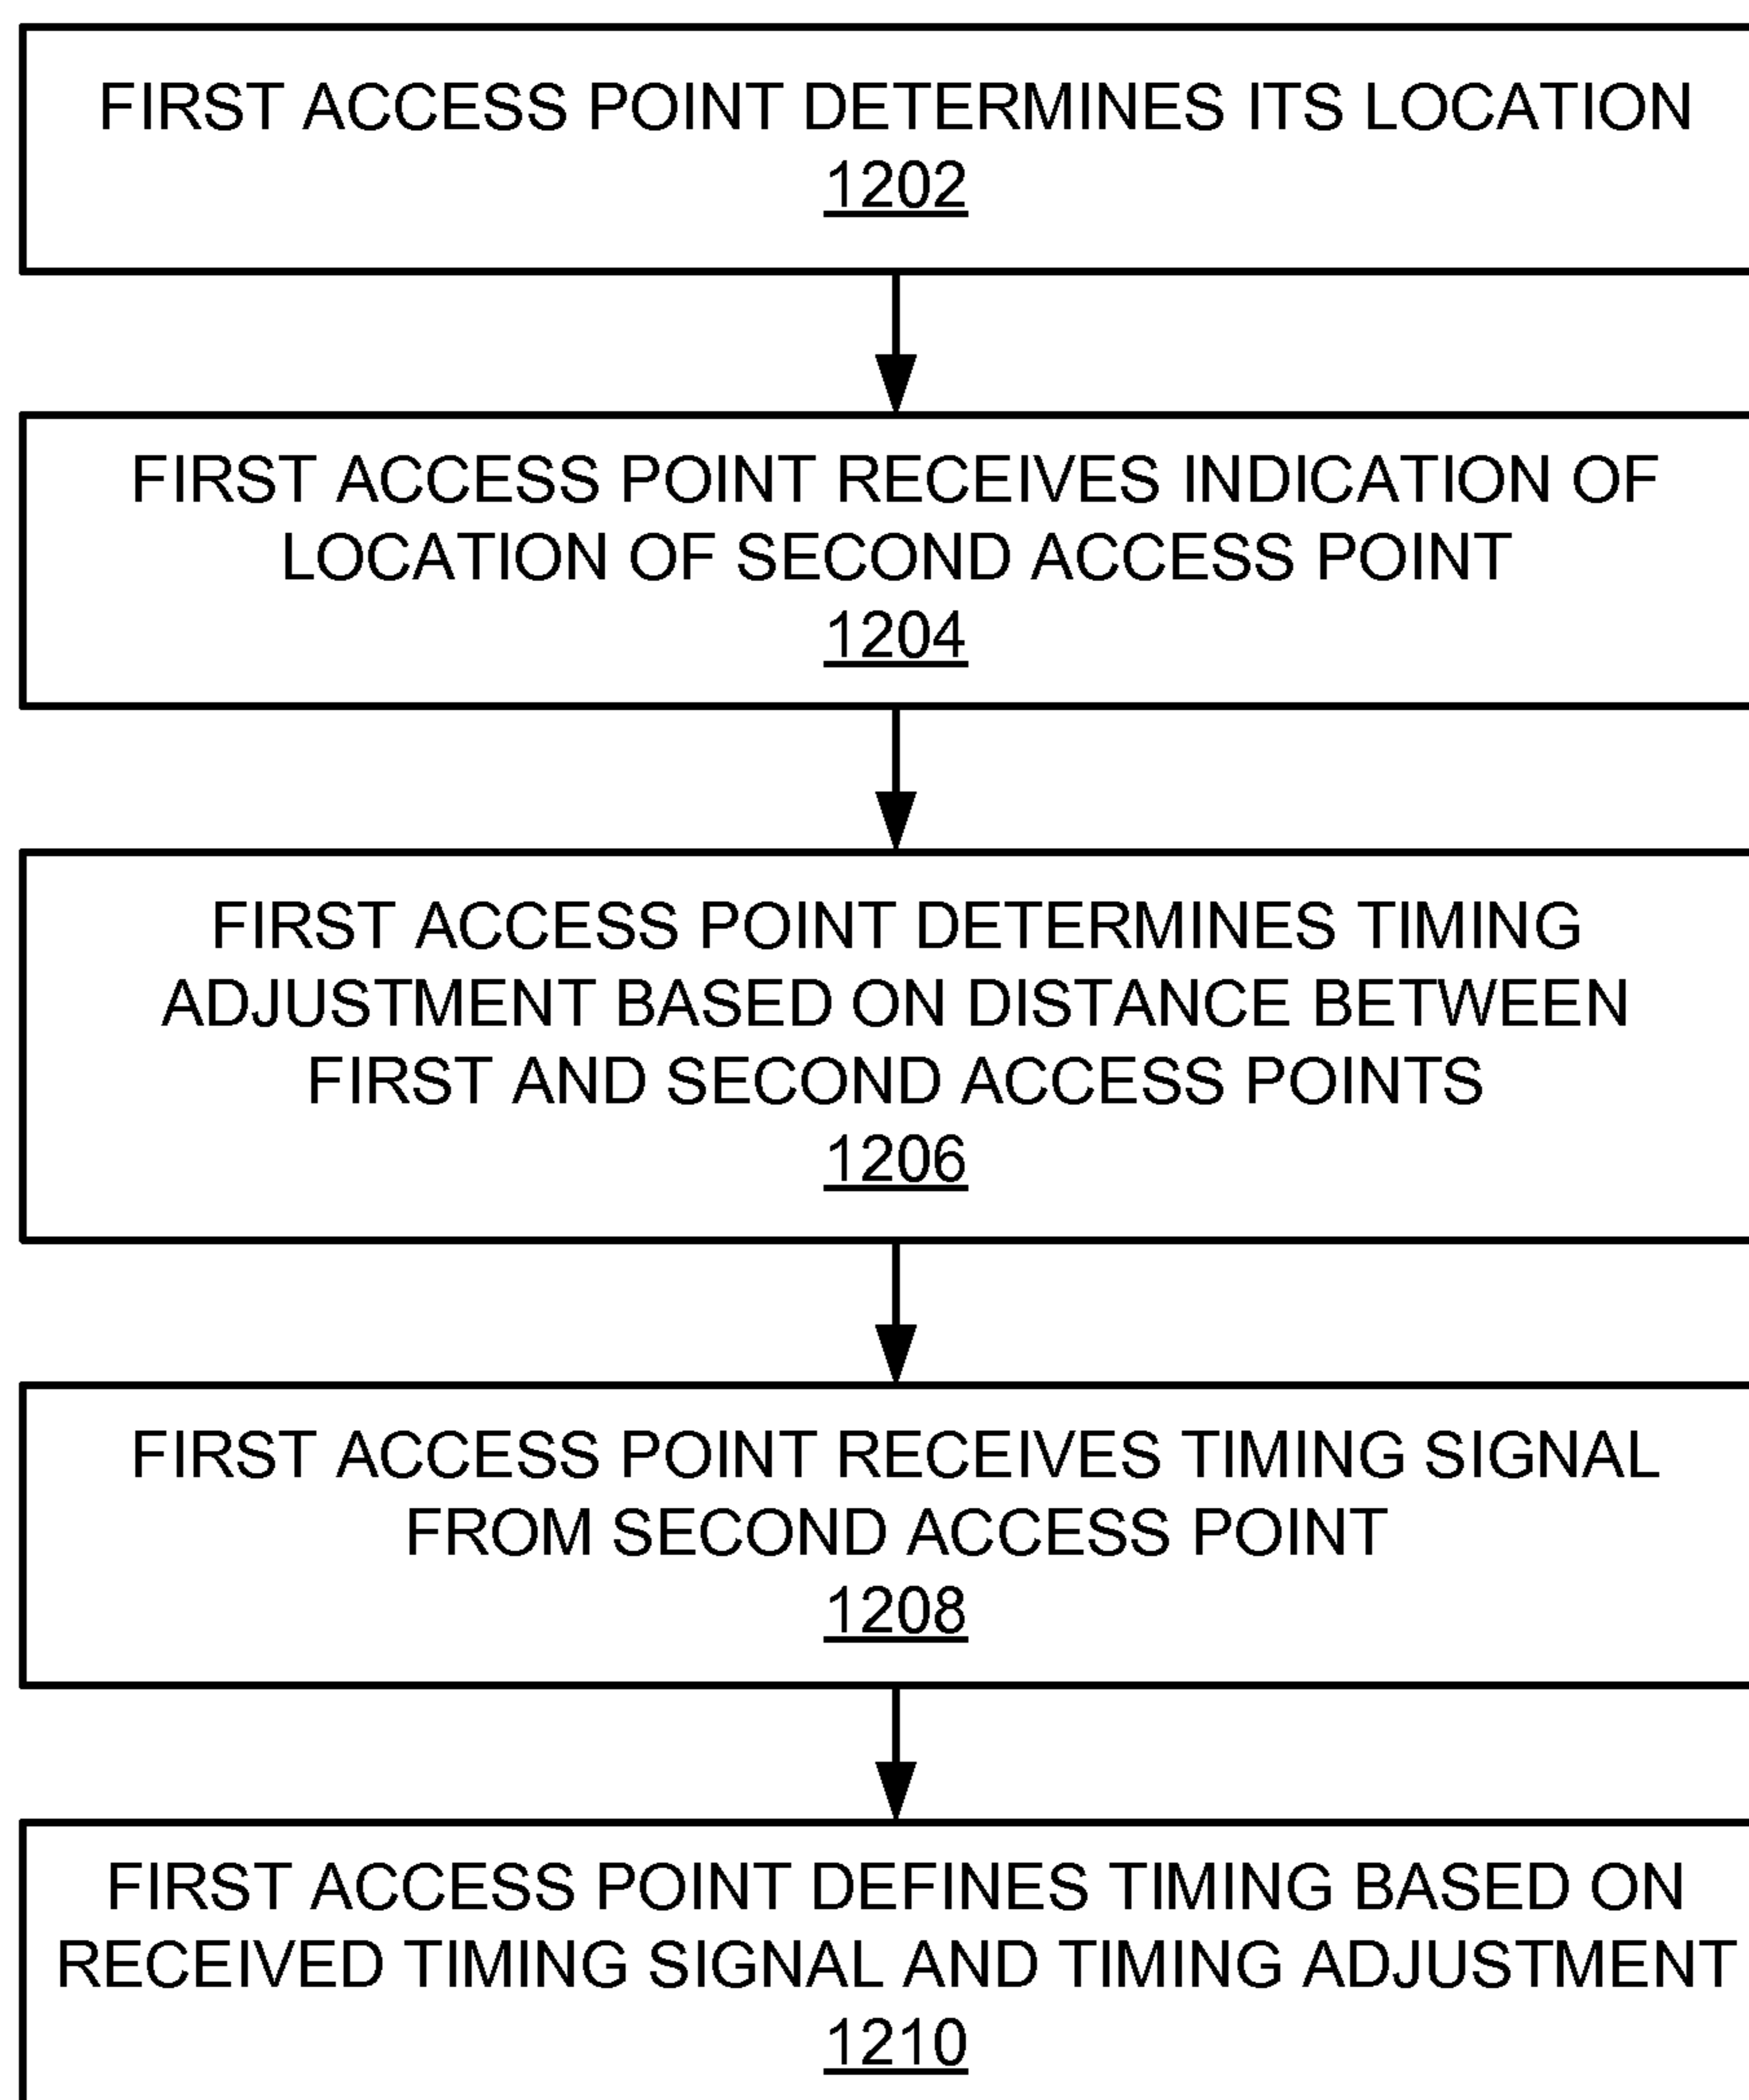 FIRST ACCESS POINT DETERMINES ITS LOCATION
1202
FIRST ACCESS POINT RECEIVES INDICATION OF
LOCATION OF SECOND ACCESS POINT
1204
FIRST ACCESS POINT DETERMINES TIMING
ADJUSTMENT BASED ON DISTANCE BETWEEN
FIRST AND SECOND ACCESS POINTS
1206
FIRST ACCESS POINT RECEIVES TIMING SIGNAL
FROM SECOND ACCESS POINT
1208
FIRST ACCESS POINT DEFINES TIMING BASED ON
RECEIVED TIMING SIGNAL AND TIMING ADJUSTMENT
1210